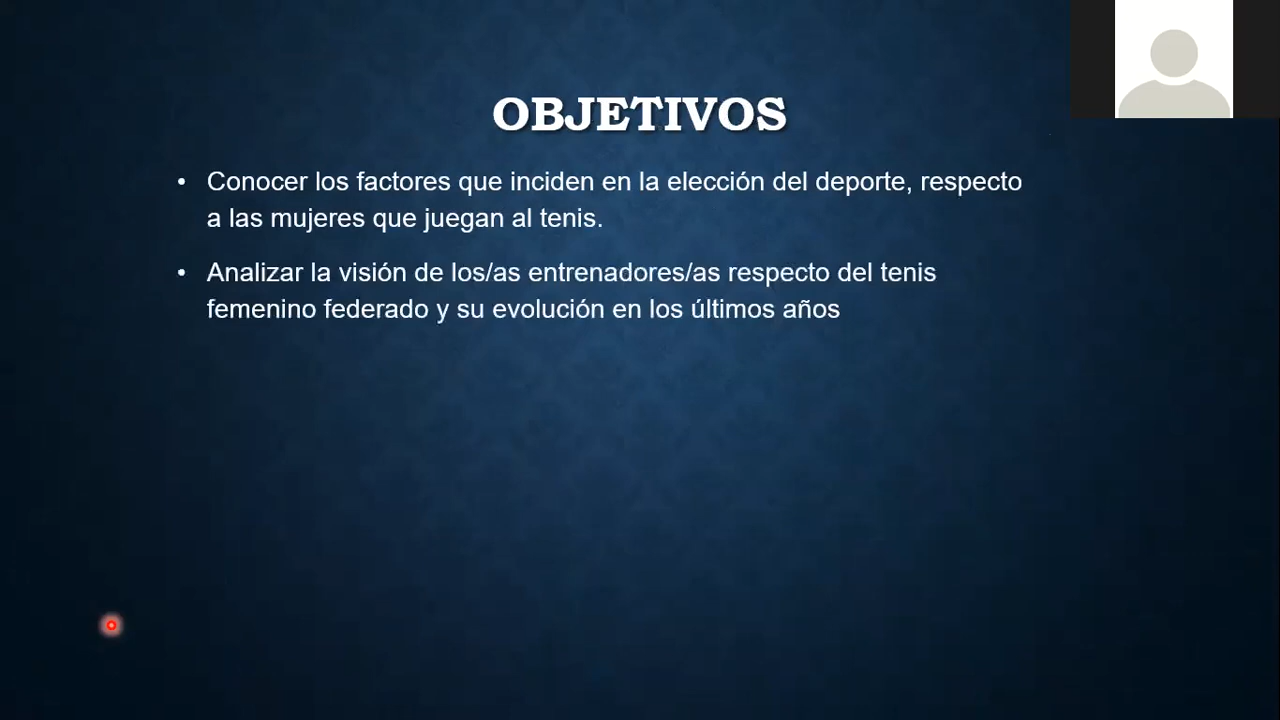 OBJETIVOS
• Conocer los factores que inciden en la elección del deporte, respecto
a las mujeres que juegan al tenis.
• Analizar la visión de los/as entrenadores/as respecto del tenis
femenino federado y su evolución en los últimos años